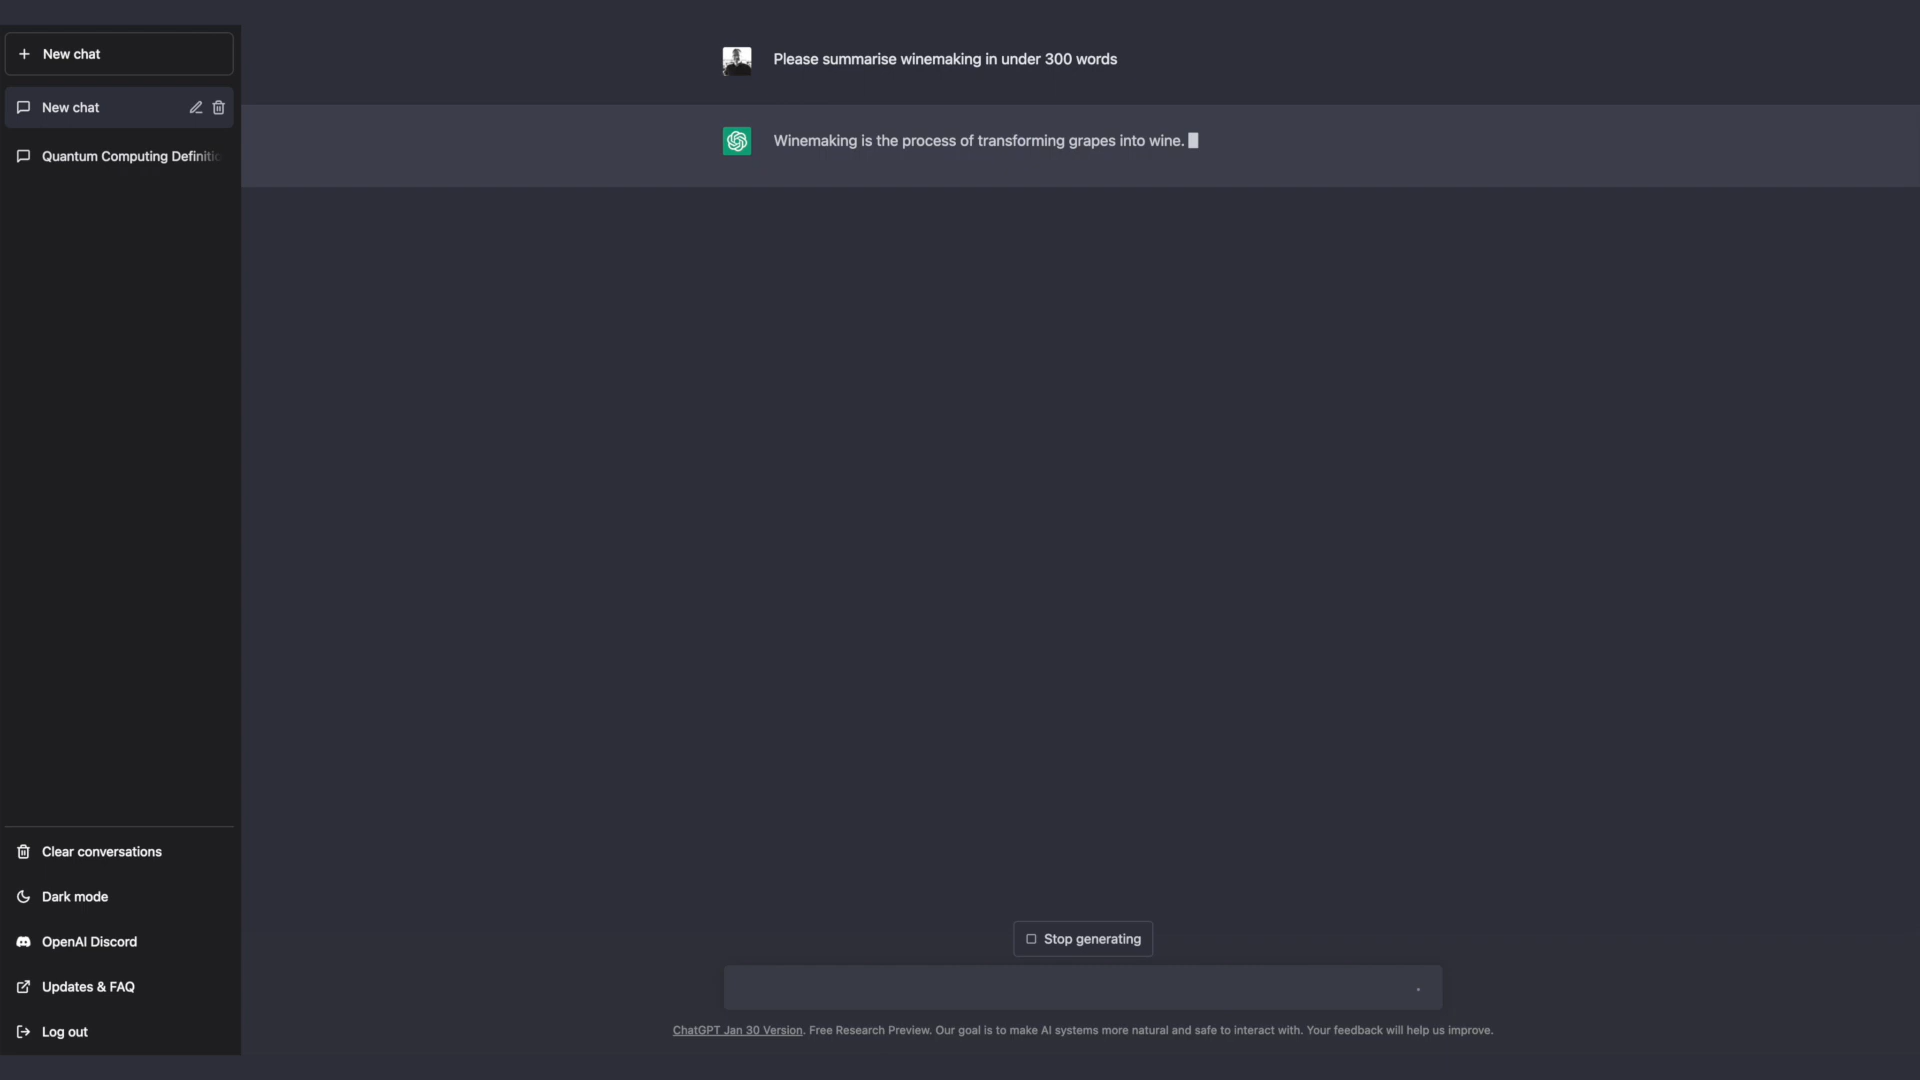 New chat
New chat
Quantum Computing Definitio
Clear conversations
Dark mode
OpenAI Discord
Updates & FAQ
Log out
Please summarise winemaking in under 300 words
Winemaking is the process of transforming grapes into wine.
Stop generating
ChatGPT Jan 30 Version. Free Research Preview. Our goal is to make AI systems more natural and safe to interact with. Your feedback will help us improve.